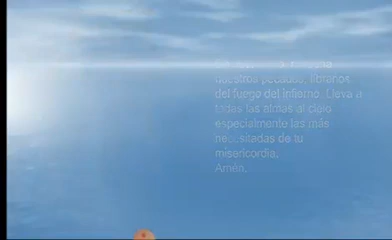 nuestros pecados, líbranos
del fuego del Infierno. Lleva a
todas las almas al cielo
especialmente las más
necesitadas de tu
misericordia.
Amén.